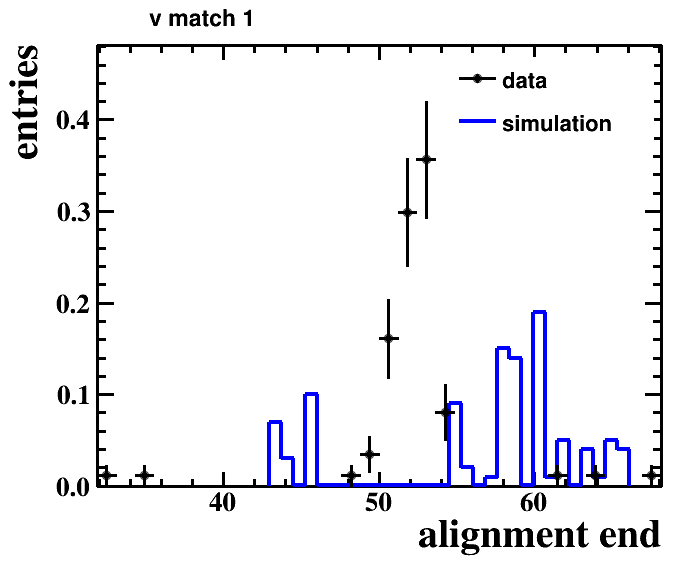 v match 1
entries
data
simulation
0.4
0.3
0.2
0.1
0.0
40
50
60
alignment end